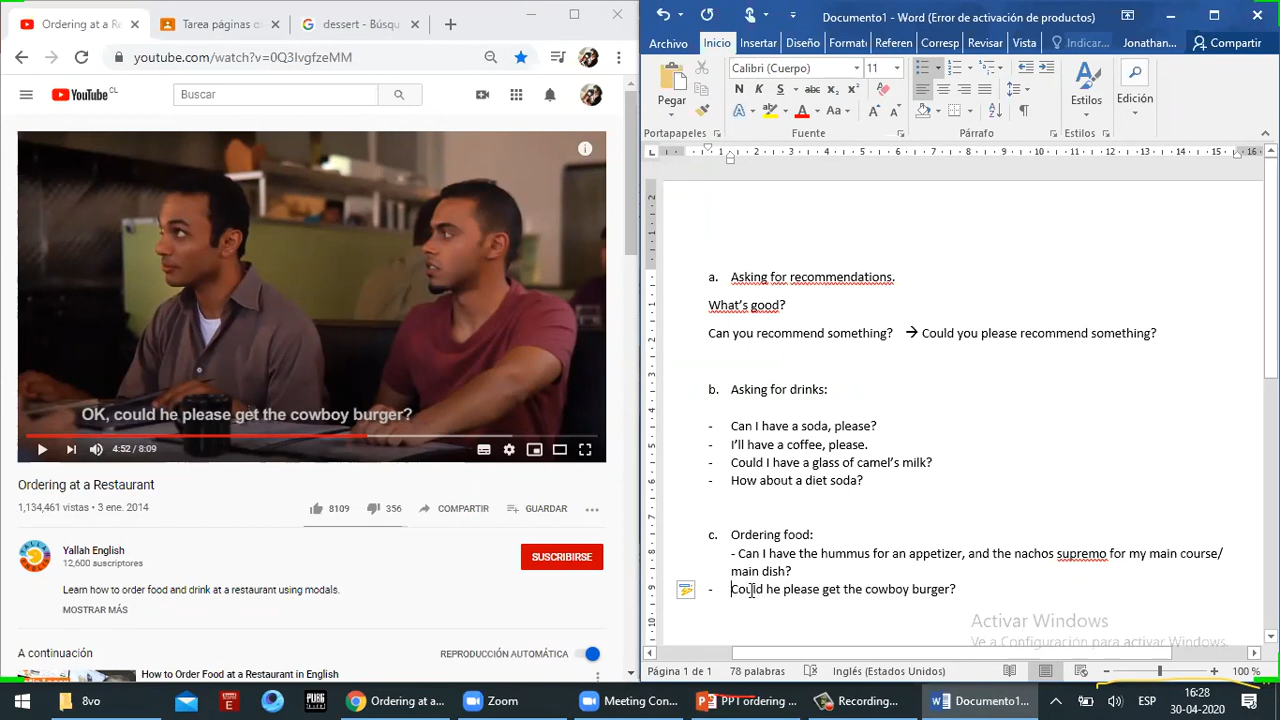 Ordering at a R
Tarea páginas
dessert - Búsqu
youtube.com/watch?v=0Q3IvgfzeMM
YouTube CL
Buscar
OK, could he please get the cowboy burger?
4:52 / 8:09
Ordering at a Restaurant
1,134,461 vistas • 3 ene. 2014
8109
356
COMPARTIR
GUARDAR
Yallah English
12,600 suscriptores
SUSCRIBIRSE
Learn how to order food and drink at a restaurant using modals.
MOSTRAR MÁS
A continuación
REPRODUCCIÓN AUTOMÁTICA
How to Order Food at a Restaurant in English
Documento1 - Word (Error de activación de productos)
Archivo Inicio Insertar Diseño Formato Referen Corresp Revisar Vista Indicar... Jonathan... Compartir
Pegar
Calibri (Cuerpo) 11
N K S abc x₂ x²
Estilos
Edición
Portapapeles Fuente Párrafo Estilos
a. Asking for recommendations.
What's good?
Can you recommend something? → Could you please recommend something?
b. Asking for drinks:
- Can I have a soda, please?
- I'll have a coffee, please.
- Could I have a glass of camel's milk?
- How about a diet soda?
c. Ordering food:
- Can I have the hummus for an appetizer, and the nachos supremo for my main course/
main dish?
- Could he please get the cowboy burger?
Activar Windows
Ve a Configuración para activar Windows.
Página 1 de 1 78 palabras Inglés (Estados Unidos) 100 %
8vo
Ordering at a...
Zoom
Meeting Con...
PPT ordering ...
Recording...
Documento1...
ESP
16:28
30-04-2020